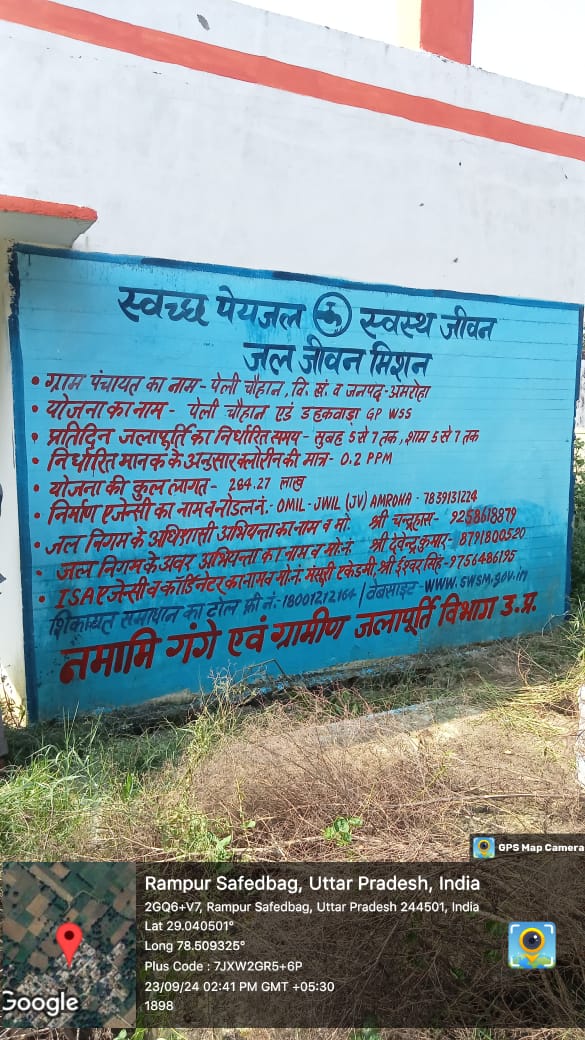 स्वच्छ पेयजल स्वस्थ जीवन
जल जीवन मिशन
• ग्राम पंचायत का नाम - पेली चौहान, वि. खं. व जनपद - अमरोहा
• योजना का नाम - पेली चौहान एवं डहकवाड़ा GP WSS
• प्रतिदिन जलापूर्ति का निर्धारित समय - सुबह 5 से 7 तक, शाम 5 से 7 तक
• निर्धारित मानक के अनुसार क्लोरीन की मात्र - 0.2 PPM
• योजना की कुल लागत - 284.27 लाख
• निर्माण एजेन्सी का नाम व नोडल नं. - OMIL - JWIL (JV) AMROHA - 7839131224
• जल निगम के अधिशासी अभियन्ता का नाम व मो. श्री चन्द्रहास - 9258618879
• जल निगम के अवर अभियन्ता का नाम व मो.नं. श्री देवेन्द्र कुमार - 8791800520
• ISA एजेन्सी व कॉर्डिनेटर का नाम व मो.नं. मंसूरी एकेडमी, श्री ईश्वर सिंह - 9756486195
शिकायत समाधान का टोल फ्री नं. - 18001212164 / वेबसाइट - www.swsm.gov.in
नमामि गंगे एवं ग्रामीण जलापूर्ति विभाग उ.प्र.
GPS Map Camera
Rampur Safedbag, Uttar Pradesh, India
2GQ6+V7, Rampur Safedbag, Uttar Pradesh 244501, India
Lat 29.040501°
Long 78.509325°
Plus Code : 7JXW2GR5+6P
23/09/24 02:41 PM GMT +05:30
1898
Google